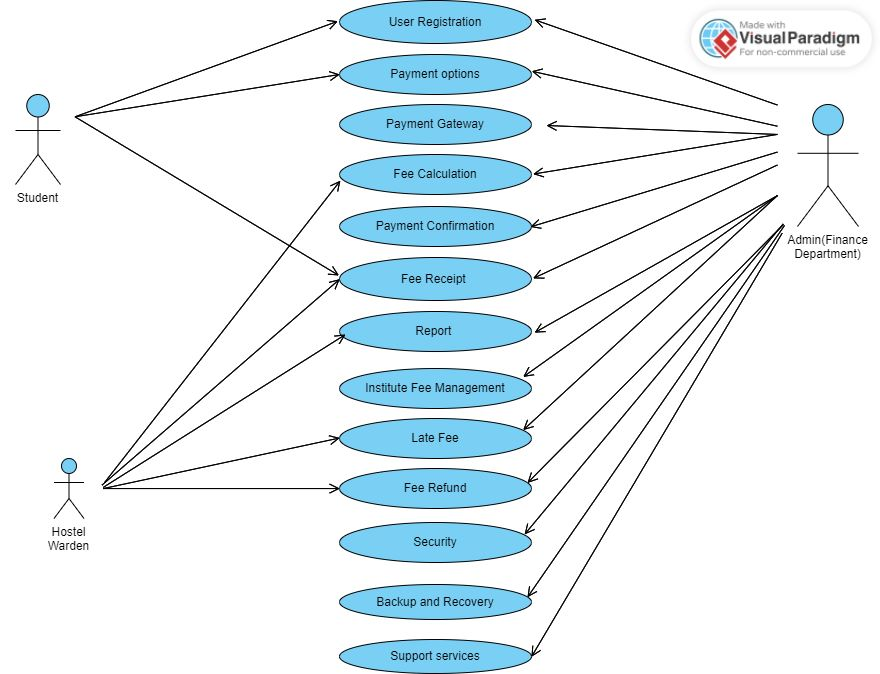 User Registration
Made with
Visual Paradigm
For non-commercial use
Payment options
Payment Gateway
Fee Calculation
Student
Payment Confirmation
Admin(Finance
Department)
Fee Receipt
Report
Institute Fee Management
Late Fee
Fee Refund
Hostel
Warden
Security
Backup and Recovery
Support services